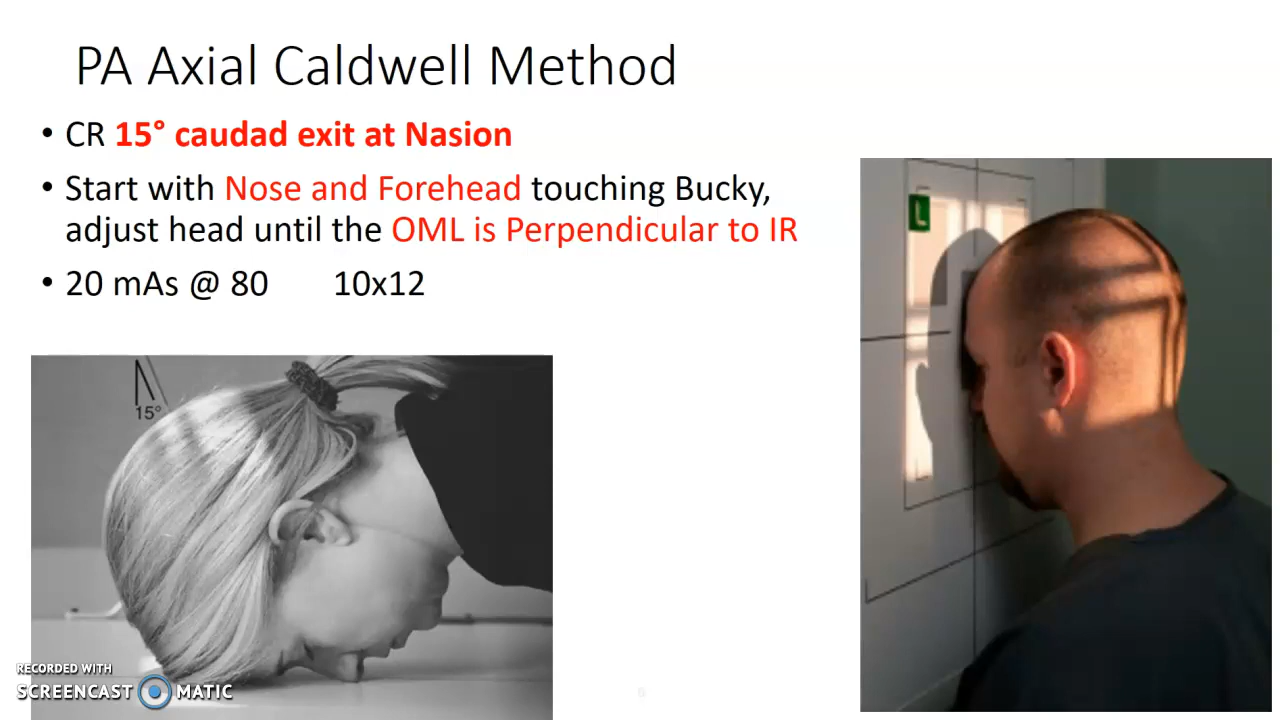 PA Axial Caldwell Method
• CR 15° caudad exit at Nasion
• Start with Nose and Forehead touching Bucky,
adjust head until the OML is Perpendicular to IR
• 20 mAs @ 80 10x12
L
15°
RECORDED WITH
SCREENCAST MATIC